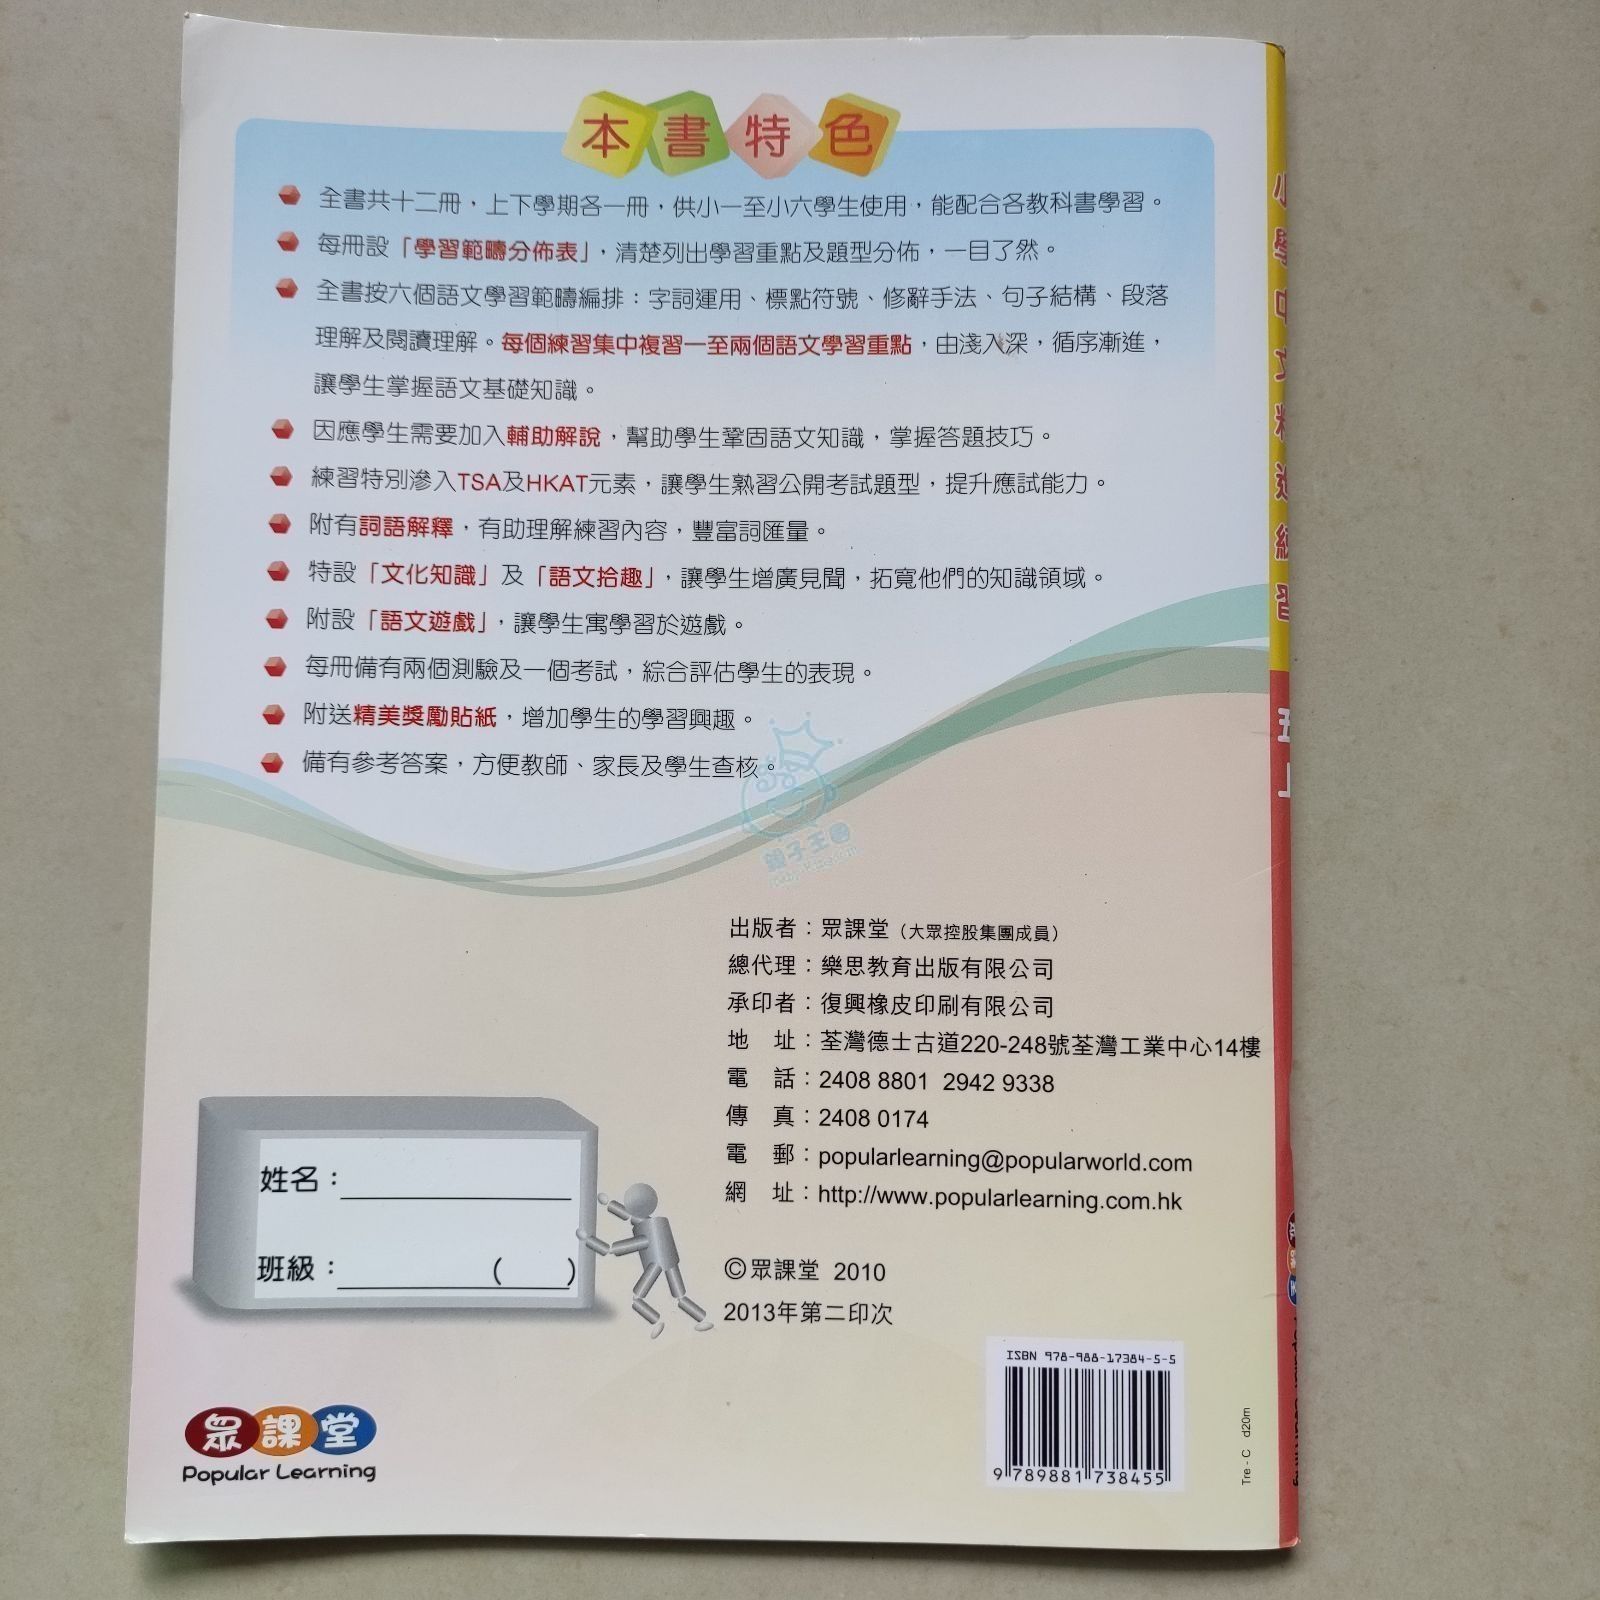 本書特色
全書共十二冊，上下學期各一冊，供小一至小六學生使用，能配合各教科書學習。
每冊設「學習範疇分佈表」，清楚列出學習重點及題型分佈，一目了然。
全書按六個語文學習範疇編排：字詞運用、標點符號、修辭手法、句子結構、段落
理解及閱讀理解。每個練習集中複習一至兩個語文學習重點，由淺入深，循序漸進，
讓學生掌握語文基礎知識。
因應學生需要加入輔助解說，幫助學生鞏固語文知識，掌握答題技巧。
練習特別滲入TSA及HKAT元素，讓學生熟習公開考試題型，提升應試能力。
附有詞語解釋，有助理解練習內容，豐富詞匯量。
特設「文化知識」及「語文拾趣」，讓學生增廣見聞，拓寬他們的知識領域。
附設「語文遊戲」，讓學生寓學習於遊戲。
每冊備有兩個測驗及一個考試，綜合評估學生的表現。
附送精美獎勵貼紙，增加學生的學習興趣。
備有參考答案，方便教師、家長及學生查核。
親子王國
出版者：眾課堂（大眾控股集團成員）
總代理：樂思教育出版有限公司
承印者：復興橡皮印刷有限公司
地　址：荃灣德士古道220-248號荃灣工業中心14樓
電　話：2408 8801 2942 9338
傳　真：2408 0174
電　郵：popularlearning@popularworld.com
網　址：http://www.popularlearning.com.hk
©眾課堂 2010
2013年第二印次
姓名：
班級：　（　）
眾課堂
Popular Learning
ISBN 978-988-17384-5-5
9 789881 738455
Tre - C d20m
小學中文精進練習
五上